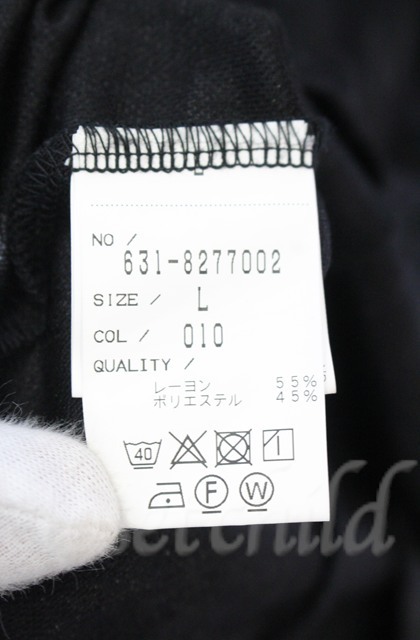 NO /
631-8277002
SIZE / L
COL / 010
QUALITY /
レーヨン 55%
ポリエステル 45%
40
F W
child